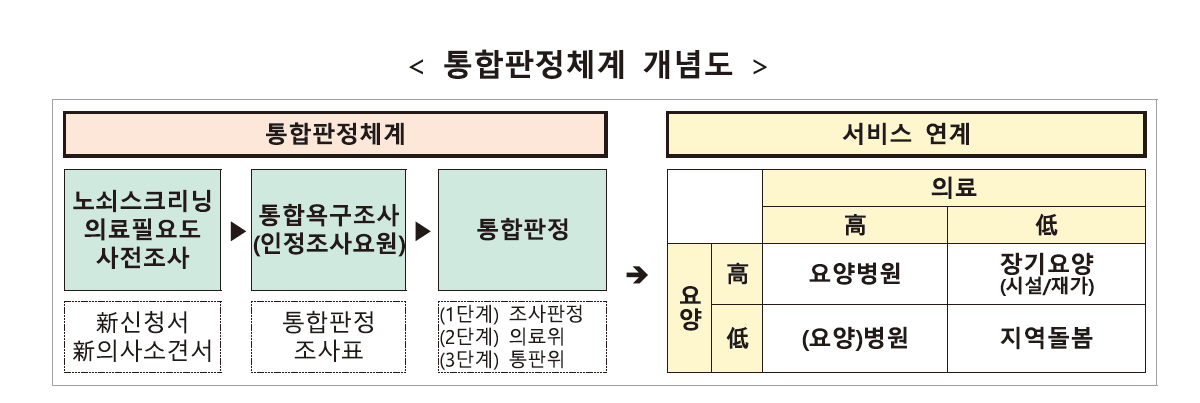 < 통합판정체계 개념도 >
통합판정체계
노쇠스크리닝
의료필요도
사전조사
▶
통합욕구조사
(인정조사요원)
▶
통합판정
新신청서
新의사소견서
통합판정
조사표
(1단계) 조사판정
(2단계) 의료위
(3단계) 통판위
➔
서비스 연계
의료
高
低
요양
高
요양병원
장기요양
(시설/재가)
低
(요양)병원
지역돌봄